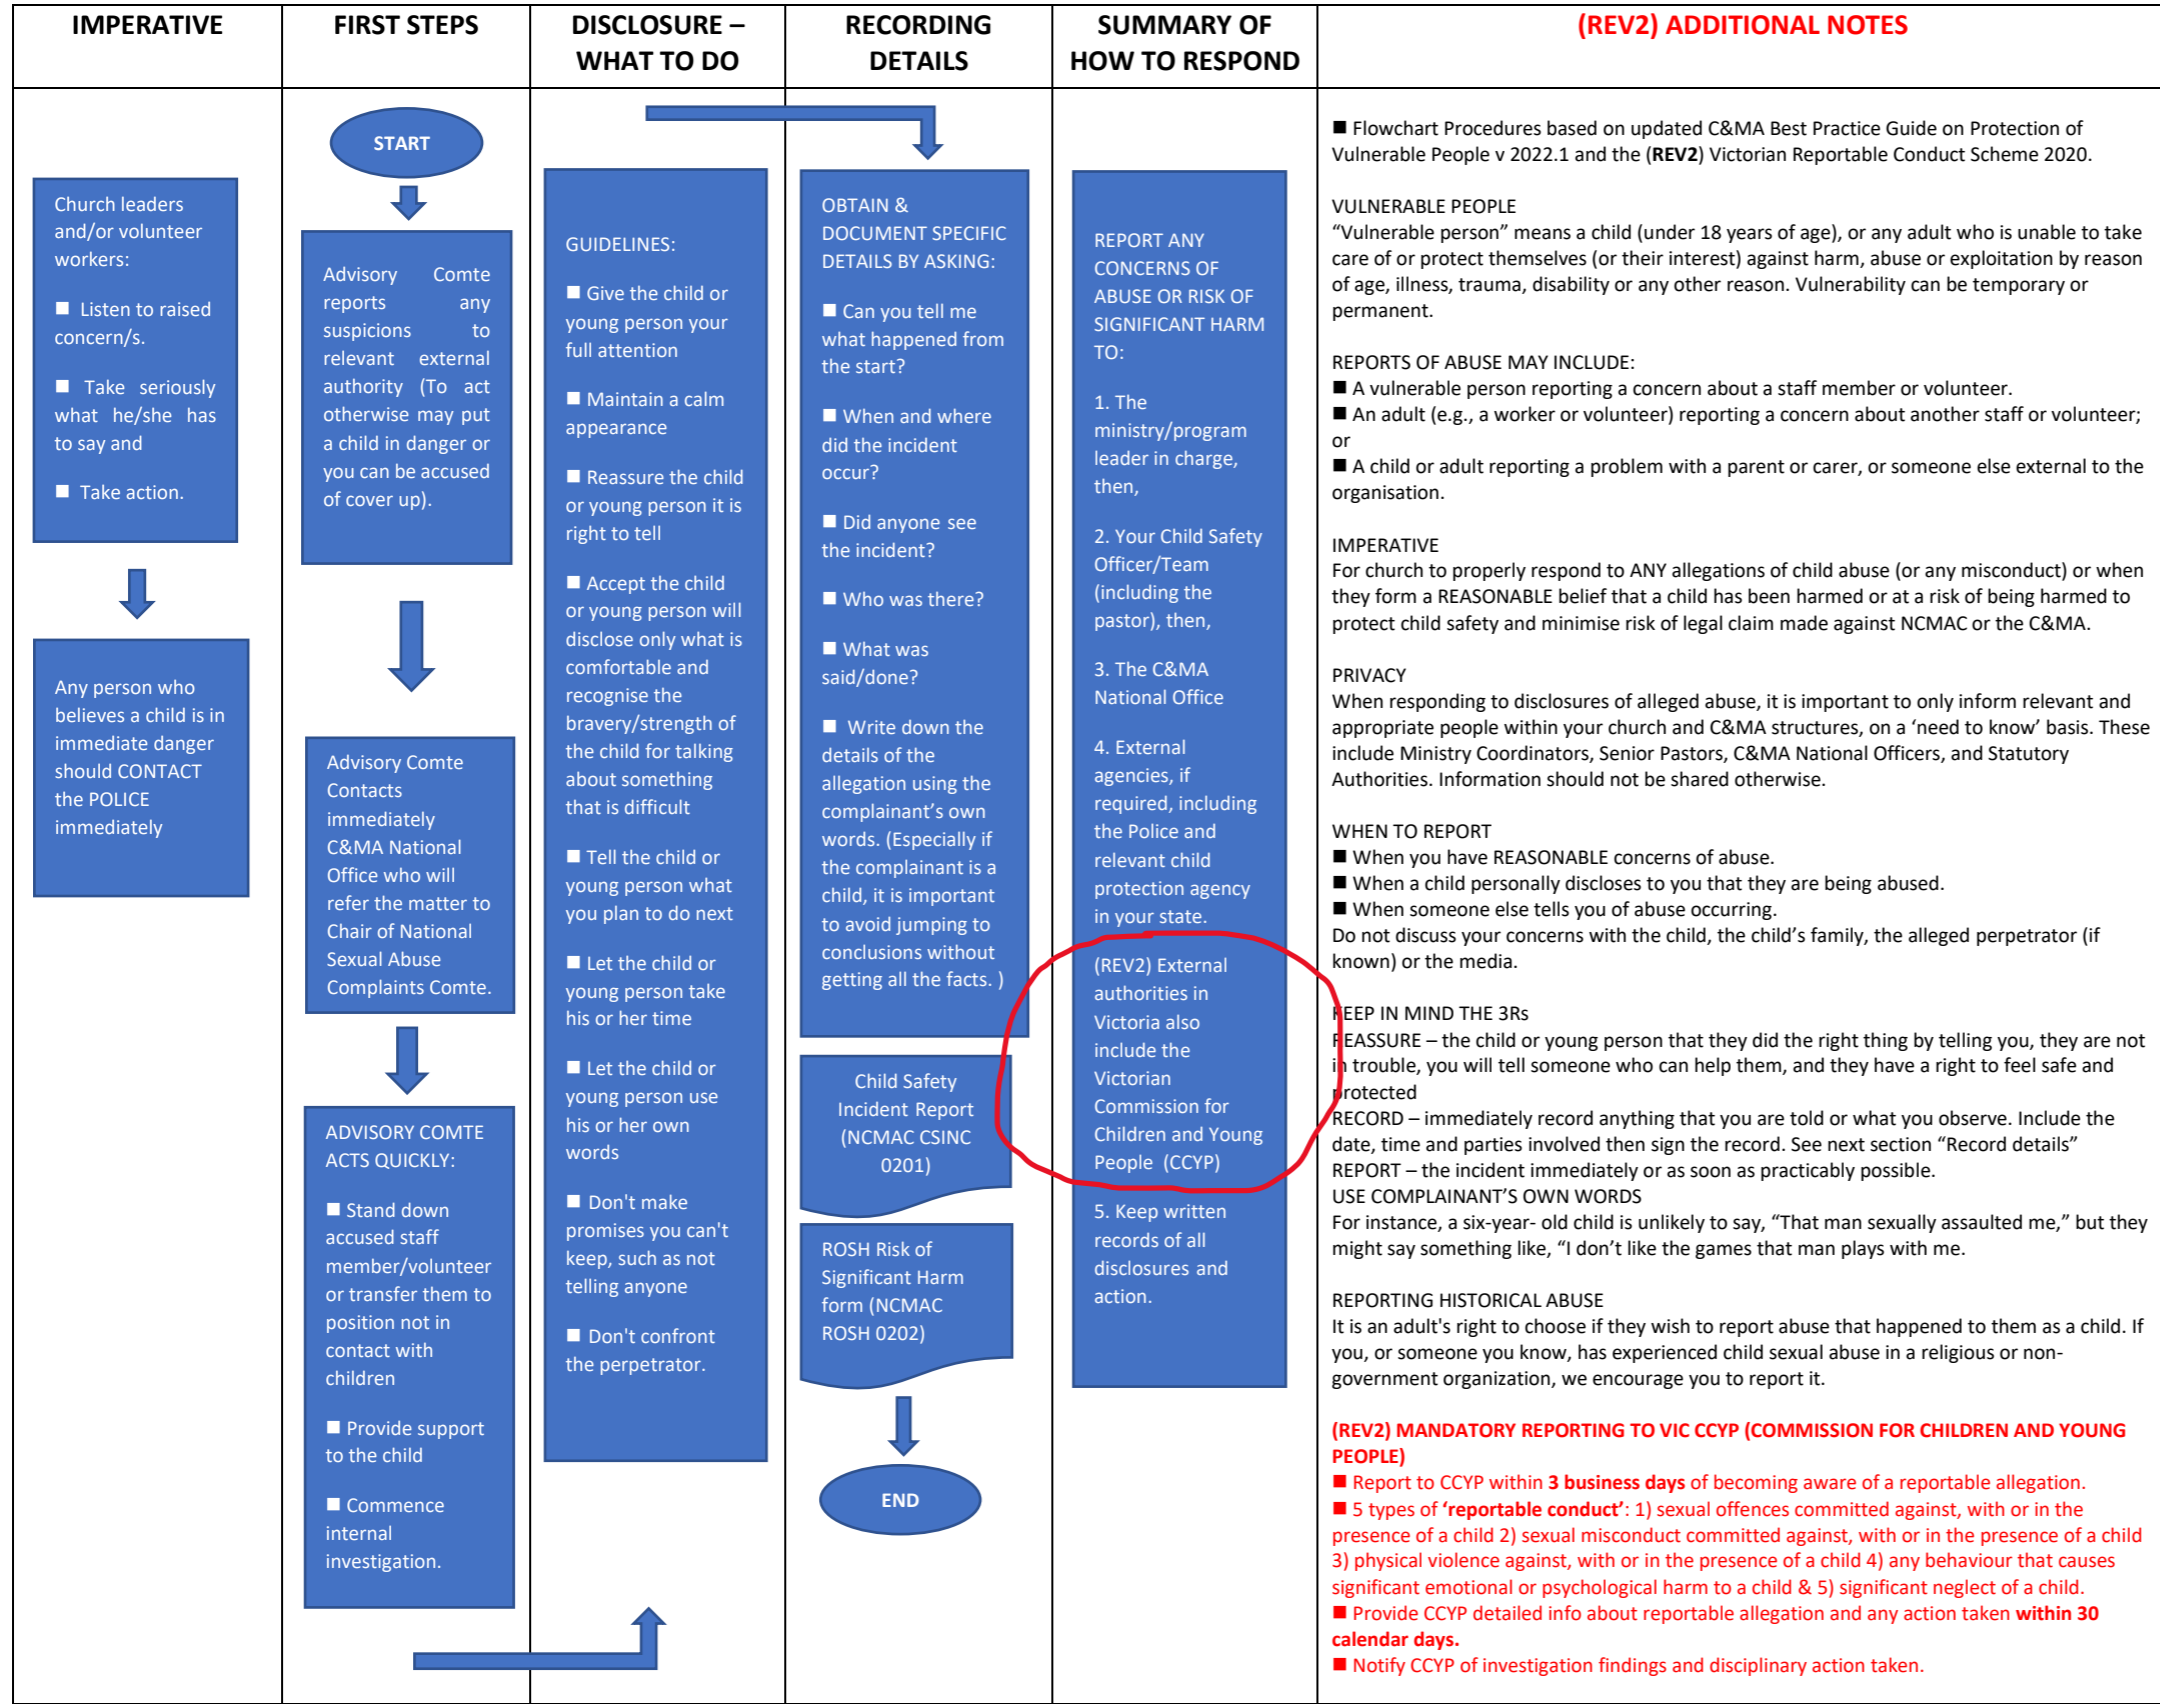 IMPERATIVE
FIRST STEPS
DISCLOSURE –
WHAT TO DO
RECORDING
DETAILS
SUMMARY OF
HOW TO RESPOND
(REV2) ADDITIONAL NOTES
Church leaders
and/or volunteer
workers:
■ Listen to raised
concern/s.
■ Take seriously
what he/she has
to say and
■ Take action.
Any person who
believes a child is in
immediate danger
should CONTACT
the POLICE
immediately
START
Advisory Comte
reports any
suspicions to
relevant external
authority (To act
otherwise may put
a child in danger or
you can be accused
of cover up).
Advisory Comte
Contacts
immediately
C&MA National
Office who will
refer the matter to
Chair of National
Sexual Abuse
Complaints Comte.
ADVISORY COMTE
ACTS QUICKLY:
■ Stand down
accused staff
member/volunteer
or transfer them to
position not in
contact with
children
■ Provide support
to the child
■ Commence
internal
investigation.
GUIDELINES:
■ Give the child or
young person your
full attention
■ Maintain a calm
appearance
■ Reassure the child
or young person it is
right to tell
■ Accept the child
or young person will
disclose only what is
comfortable and
recognise the
bravery/strength of
the child for talking
about something
that is difficult
■ Tell the child or
young person what
you plan to do next
■ Let the child or
young person take
his or her time
■ Let the child or
young person use
his or her own
words
■ Don't make
promises you can't
keep, such as not
telling anyone
■ Don't confront
the perpetrator.
OBTAIN &
DOCUMENT SPECIFIC
DETAILS BY ASKING:
■ Can you tell me
what happened from
the start?
■ When and where
did the incident
occur?
■ Did anyone see
the incident?
■ Who was there?
■ What was
said/done?
■ Write down the
details of the
allegation using the
complainant's own
words. (Especially if
the complainant is a
child, it is important
to avoid jumping to
conclusions without
getting all the facts. )
Child Safety
Incident Report
(NCMAC CSINC
0201)
ROSH Risk of
Significant Harm
form (NCMAC
ROSH 0202)
END
REPORT ANY
CONCERNS OF
ABUSE OR RISK OF
SIGNIFICANT HARM
TO:
1. The
ministry/program
leader in charge,
then,
2. Your Child Safety
Officer/Team
(including the
pastor), then,
3. The C&MA
National Office
4. External
agencies, if
required, including
the Police and
relevant child
protection agency
in your state.
(REV2) External
authorities in
Victoria also
include the
Victorian
Commission for
Children and Young
People (CCYP)
5. Keep written
records of all
disclosures and
action.
■ Flowchart Procedures based on updated C&MA Best Practice Guide on Protection of
Vulnerable People v 2022.1 and the (REV2) Victorian Reportable Conduct Scheme 2020.
VULNERABLE PEOPLE
“Vulnerable person” means a child (under 18 years of age), or any adult who is unable to take
care of or protect themselves (or their interest) against harm, abuse or exploitation by reason
of age, illness, trauma, disability or any other reason. Vulnerability can be temporary or
permanent.
REPORTS OF ABUSE MAY INCLUDE:
■ A vulnerable person reporting a concern about a staff member or volunteer.
■ An adult (e.g., a worker or volunteer) reporting a concern about another staff or volunteer;
or
■ A child or adult reporting a problem with a parent or carer, or someone else external to the
organisation.
IMPERATIVE
For church to properly respond to ANY allegations of child abuse (or any misconduct) or when
they form a REASONABLE belief that a child has been harmed or at a risk of being harmed to
protect child safety and minimise risk of legal claim made against NCMAC or the C&MA.
PRIVACY
When responding to disclosures of alleged abuse, it is important to only inform relevant and
appropriate people within your church and C&MA structures, on a ‘need to know’ basis. These
include Ministry Coordinators, Senior Pastors, C&MA National Officers, and Statutory
Authorities. Information should not be shared otherwise.
WHEN TO REPORT
■ When you have REASONABLE concerns of abuse.
■ When a child personally discloses to you that they are being abused.
■ When someone else tells you of abuse occurring.
Do not discuss your concerns with the child, the child’s family, the alleged perpetrator (if
known) or the media.
KEEP IN MIND THE 3Rs
REASSURE – the child or young person that they did the right thing by telling you, they are not
in trouble, you will tell someone who can help them, and they have a right to feel safe and
protected
RECORD – immediately record anything that you are told or what you observe. Include the
date, time and parties involved then sign the record. See next section “Record details”
REPORT – the incident immediately or as soon as practicably possible.
USE COMPLAINANT’S OWN WORDS
For instance, a six-year- old child is unlikely to say, “That man sexually assaulted me,” but they
might say something like, “I don’t like the games that man plays with me.
REPORTING HISTORICAL ABUSE
It is an adult's right to choose if they wish to report abuse that happened to them as a child. If
you, or someone you know, has experienced child sexual abuse in a religious or non-
government organization, we encourage you to report it.
(REV2) MANDATORY REPORTING TO VIC CCYP (COMMISSION FOR CHILDREN AND YOUNG
PEOPLE)
■ Report to CCYP within 3 business days of becoming aware of a reportable allegation.
■ 5 types of ‘reportable conduct’: 1) sexual offences committed against, with or in the
presence of a child 2) sexual misconduct committed against, with or in the presence of a child
3) physical violence against, with or in the presence of a child 4) any behaviour that causes
significant emotional or psychological harm to a child & 5) significant neglect of a child.
■ Provide CCYP detailed info about reportable allegation and any action taken within 30
calendar days.
■ Notify CCYP of investigation findings and disciplinary action taken.